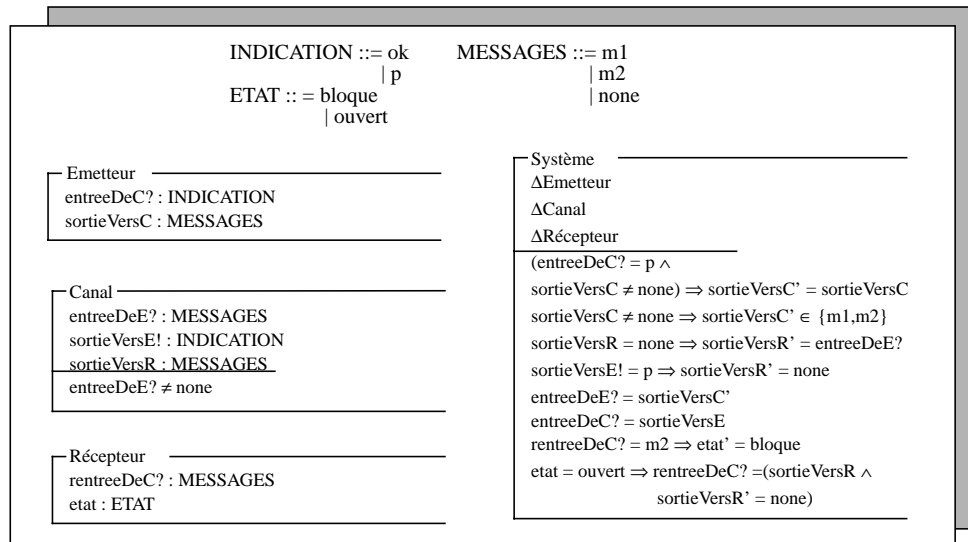 INDICATION ::= ok
| p
ETAT :: = bloque
| ouvert
MESSAGES ::= m1
| m2
| none
Emetteur
entreeDeC? : INDICATION
sortieVersC : MESSAGES
Canal
entreeDeE? : MESSAGES
sortieVersE! : INDICATION
sortieVersR : MESSAGES
entreeDeE? ≠ none
Récepteur
rentreeDeC? : MESSAGES
etat : ETAT
Système
ΔEmetteur
ΔCanal
ΔRécepteur
(entreeDeC? = p ∧
sortieVersC ≠ none) ⇒ sortieVersC’ = sortieVersC
sortieVersC ≠ none ⇒ sortieVersC’ ∈ {m1,m2}
sortieVersR = none ⇒ sortieVersR’ = entreeDeE?
sortieVersE! = p ⇒ sortieVersR’ = none
entreeDeE? = sortieVersC’
entreeDeC? = sortieVersE
rentreeDeC? = m2 ⇒ etat’ = bloque
etat = ouvert ⇒ rentreeDeC? =(sortieVersR ∧
sortieVersR’ = none)